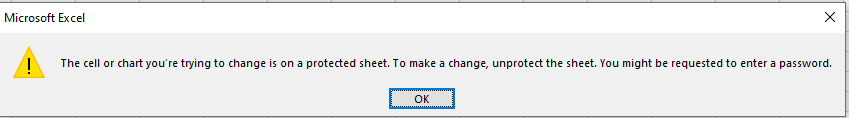 Microsoft Excel
The cell or chart you're trying to change is on a protected sheet. To make a change, unprotect the sheet. You might be requested to enter a password.
OK